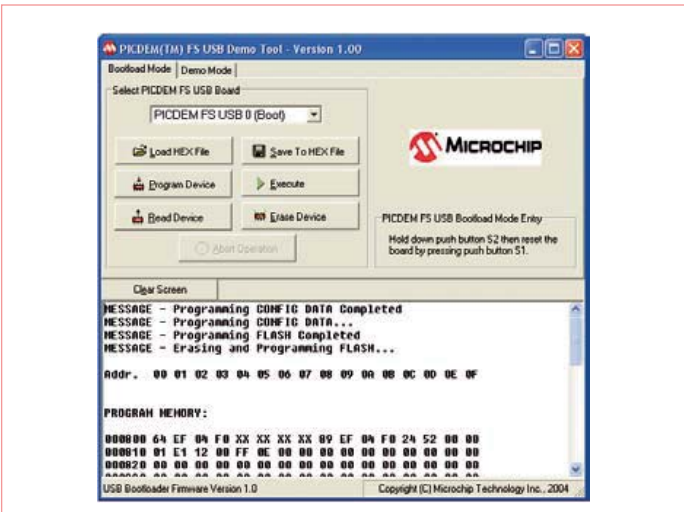 PICDEM(TM) FS USB Demo Tool - Version 1.00
Bootload Mode Demo Mode
Select PICDEM FS USB Board
PICDEM FS USB 0 (Boot)
Load HEX File Save To HEX File
Program Device Execute
Read Device Erase Device
Abort Operation
MICROCHIP
PICDEM FS USB Bootload Mode Entry
Hold down push button S2 then reset the
board by pressing push button S1.
Clear Screen
MESSAGE - Programming CONFIG DATA Completed
MESSAGE - Programming CONFIG DATA...
MESSAGE - Programming FLASH Completed
MESSAGE - Erasing and Programming FLASH...
Addr. 00 01 02 03 04 05 06 07 08 09 0A 0B 0C 0D 0E 0F
PROGRAM MEMORY:
000800 64 EF 04 F0 XX XX XX XX 89 EF 04 F0 24 52 00 00
000810 01 E1 12 00 FF 0E 00 00 00 00 00 00 00 00 00 00
000820 00 00 00 00 00 00 00 00 00 00 00 00 00 00 00 00
USB Bootloader Firmware Version 1.0
Copyright (C) Microchip Technology Inc., 2004